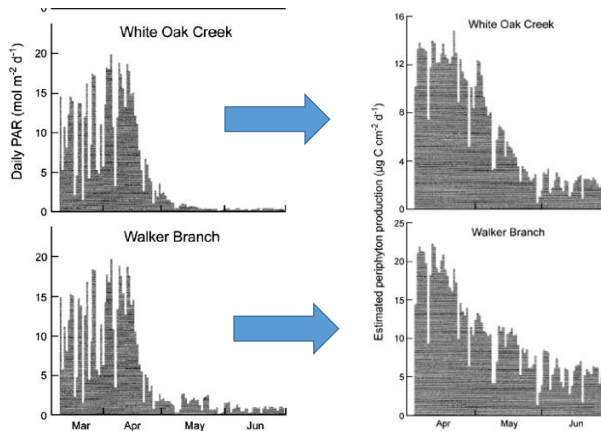 0
White Oak Creek
Daily PAR (mol m⁻² d⁻¹)
20
15
10
5
0
Walker Branch
20
15
10
5
0
Mar Apr May Jun
White Oak Creek
Estimated periphyton production (µg C cm⁻² d⁻¹)
16
12
8
4
0
Walker Branch
25
20
15
10
5
0
Apr May Jun